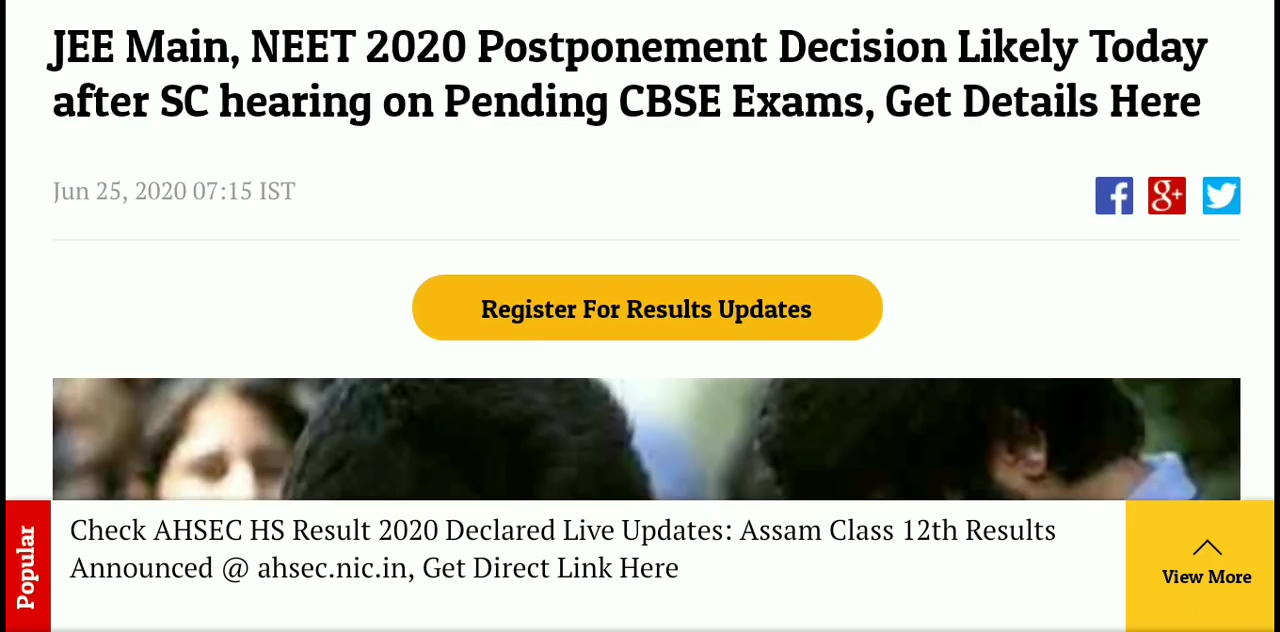 JEE Main, NEET 2020 Postponement Decision Likely Today
after SC hearing on Pending CBSE Exams, Get Details Here
Jun 25, 2020 07:15 IST
f g+
Register For Results Updates
Popular
Check AHSEC HS Result 2020 Declared Live Updates: Assam Class 12th Results
Announced @ ahsec.nic.in, Get Direct Link Here
View More